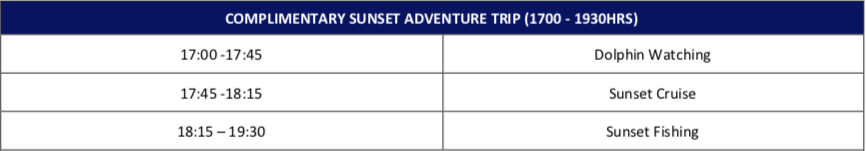 COMPLIMENTARY SUNSET ADVENTURE TRIP (1700 - 1930HRS)
17:00 -17:45 Dolphin Watching
17:45 -18:15 Sunset Cruise
18:15 – 19:30 Sunset Fishing